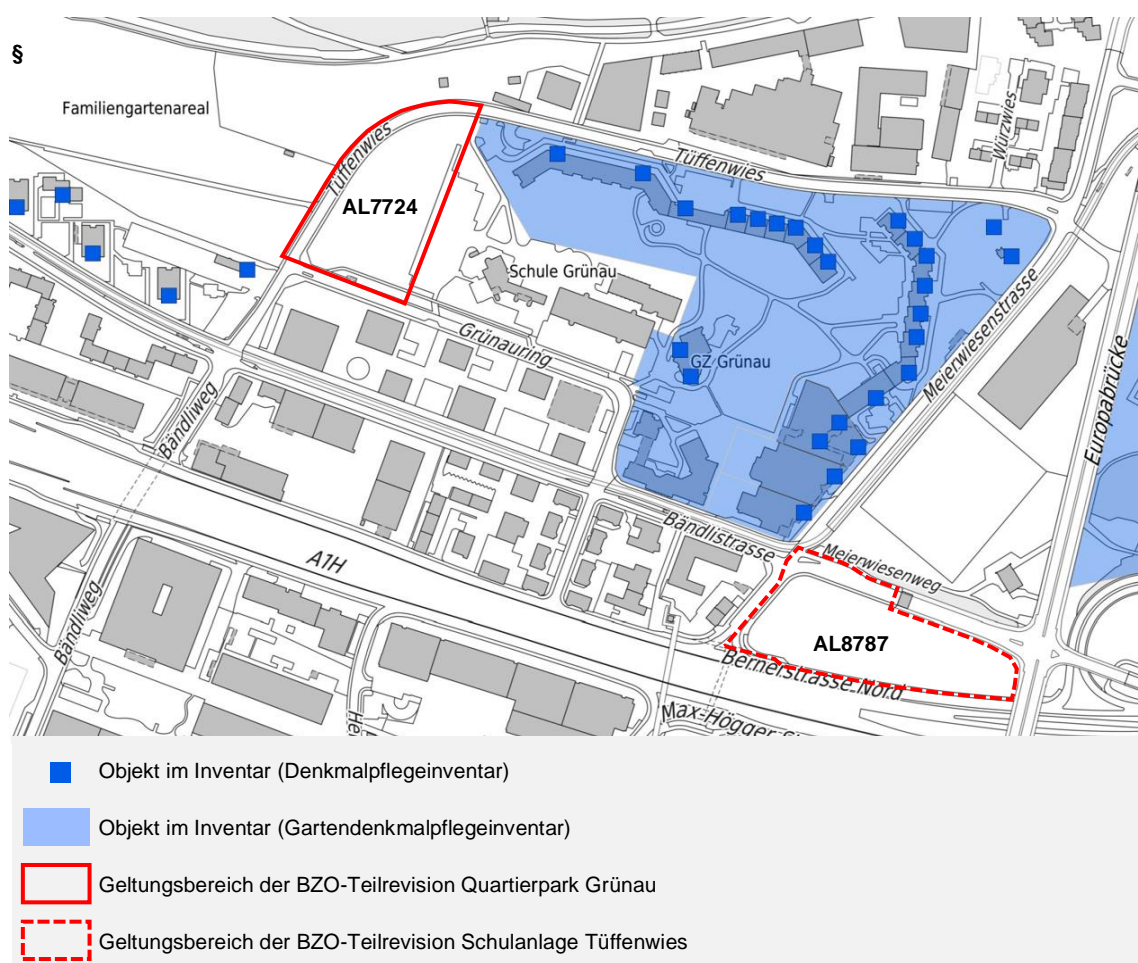 §
Familiengartenareal
Würzwies
Tüffenwies
Tüffenwies
AL7724
Schule Grünau
Grünauring
GZ Grünau
Meierwiesenstrasse
Europabrücke
Bändliweg
Bändlistrasse
Meierwiesenweg
A1H
AL8787
Bändliweg
Bernerstrasse Nord
Max-Högger-S
Objekt im Inventar (Denkmalpflegeinventar)
Objekt im Inventar (Gartendenkmalpflegeinventar)
Geltungsbereich der BZO-Teilrevision Quartierpark Grünau
Geltungsbereich der BZO-Teilrevision Schulanlage Tüffenwies